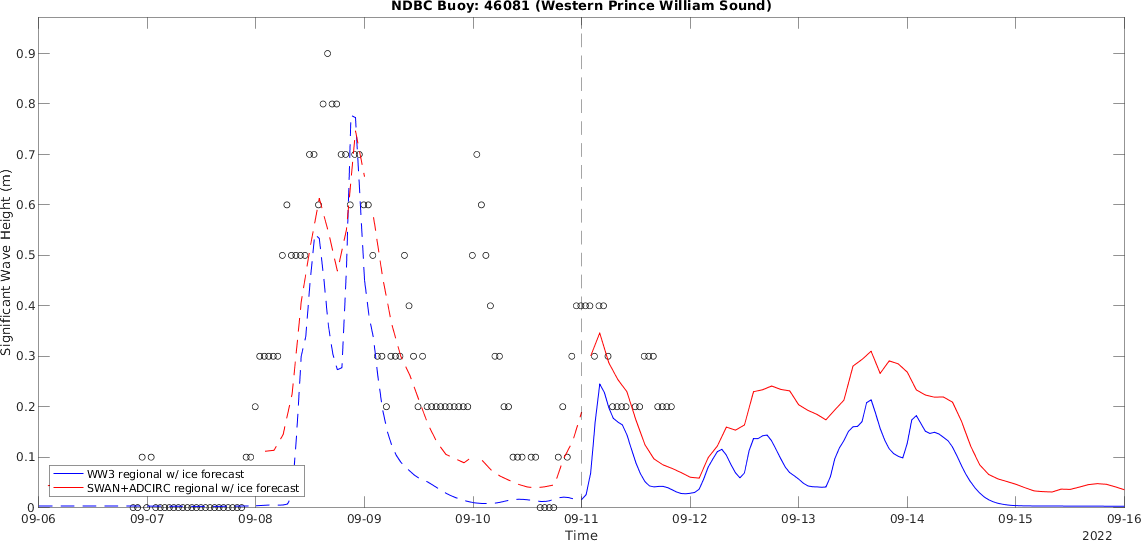 NDBC Buoy: 46081 (Western Prince William Sound)
Significant Wave Height (m)
0.9
0.8
0.7
0.6
0.5
0.4
0.3
0.2
0.1
0
WW3 regional w/ ice forecast
SWAN+ADCIRC regional w/ ice forecast
09-06 09-07 09-08 09-09 09-10 09-11 09-12 09-13 09-14 09-15 09-16
Time
2022